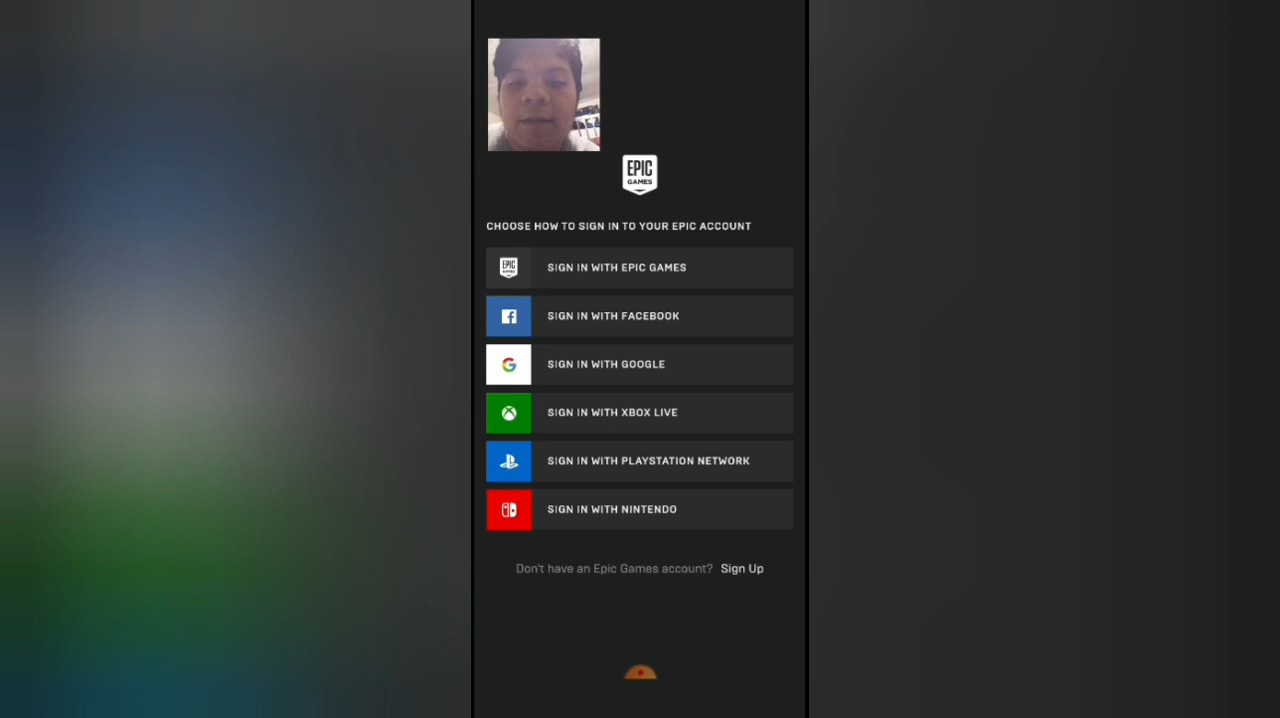 EPIC
GAMES
CHOOSE HOW TO SIGN IN TO YOUR EPIC ACCOUNT
EPIC
GAMES
SIGN IN WITH EPIC GAMES
SIGN IN WITH FACEBOOK
SIGN IN WITH GOOGLE
SIGN IN WITH XBOX LIVE
SIGN IN WITH PLAYSTATION NETWORK
SIGN IN WITH NINTENDO
Don't have an Epic Games account? Sign Up